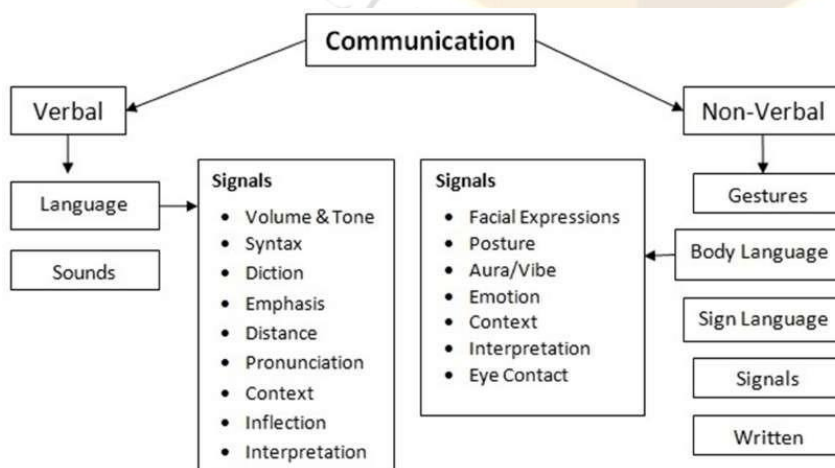 Communication
Verbal
Non-Verbal
Language
Sounds
Signals
Volume & Tone
Syntax
Diction
Emphasis
Distance
Pronunciation
Context
Inflection
Interpretation
Signals
Facial Expressions
Posture
Aura/Vibe
Emotion
Context
Interpretation
Eye Contact
Gestures
Body Language
Sign Language
Signals
Written